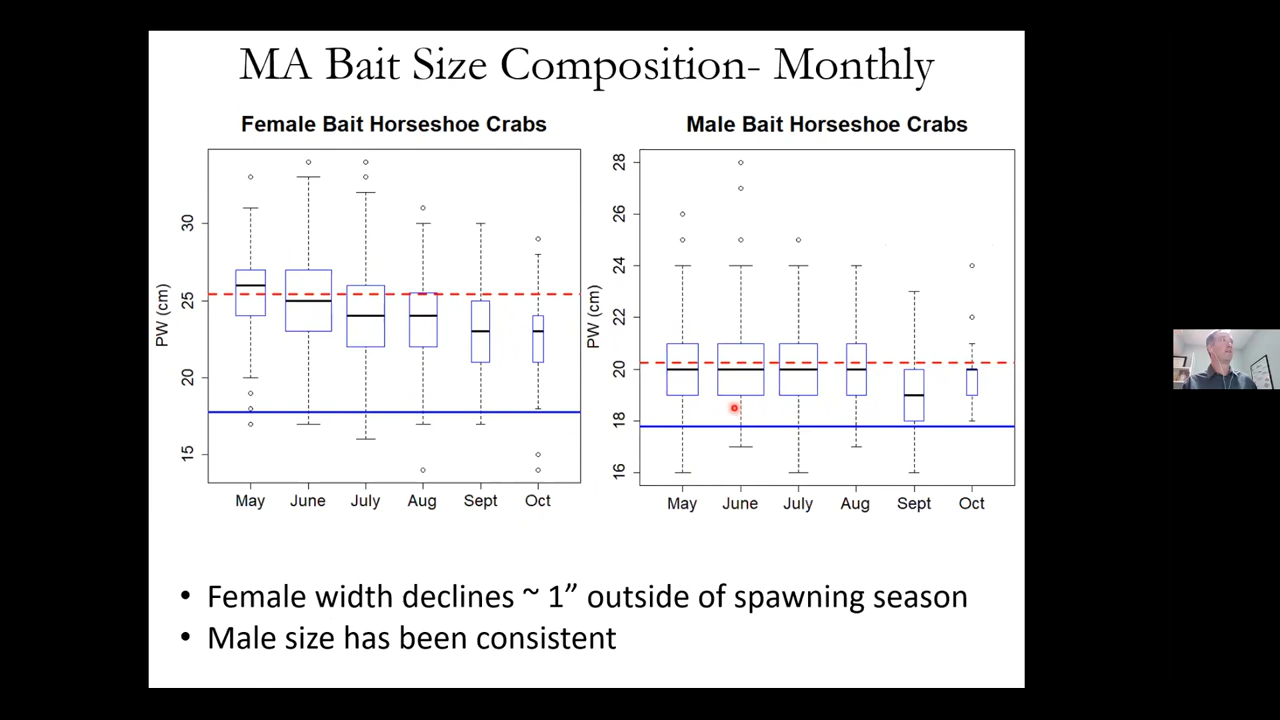 MA Bait Size Composition- Monthly
Female Bait Horseshoe Crabs
PW (cm)
30
25
20
15
May June July Aug Sept Oct
Male Bait Horseshoe Crabs
PW (cm)
28
26
24
22
20
18
16
May June July Aug Sept Oct
• Female width declines ~ 1” outside of spawning season
• Male size has been consistent